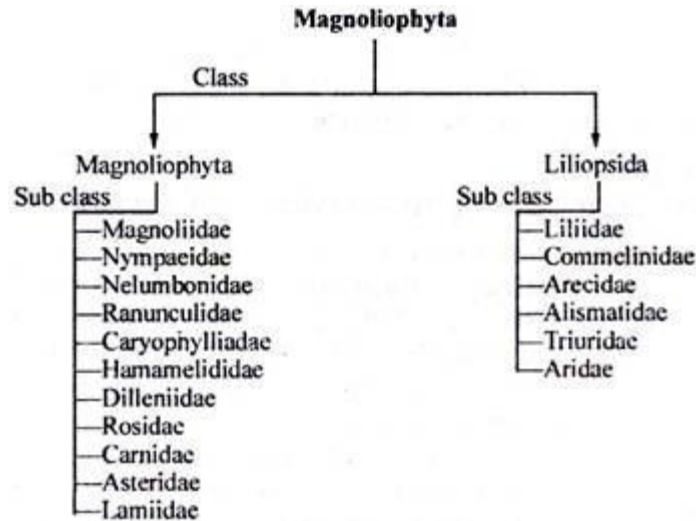 Magnoliophyta
Class
Magnoliophyta
Sub class
Magnoliidae
Nympaeidae
Nelumbonidae
Ranunculidae
Caryophylliadae
Hamamelididae
Dilleniidae
Rosidae
Carnidae
Asteridae
Lamiidae
Liliopsida
Sub class
Liliidae
Commelinidae
Arecidae
Alismatidae
Triuridae
Aridae